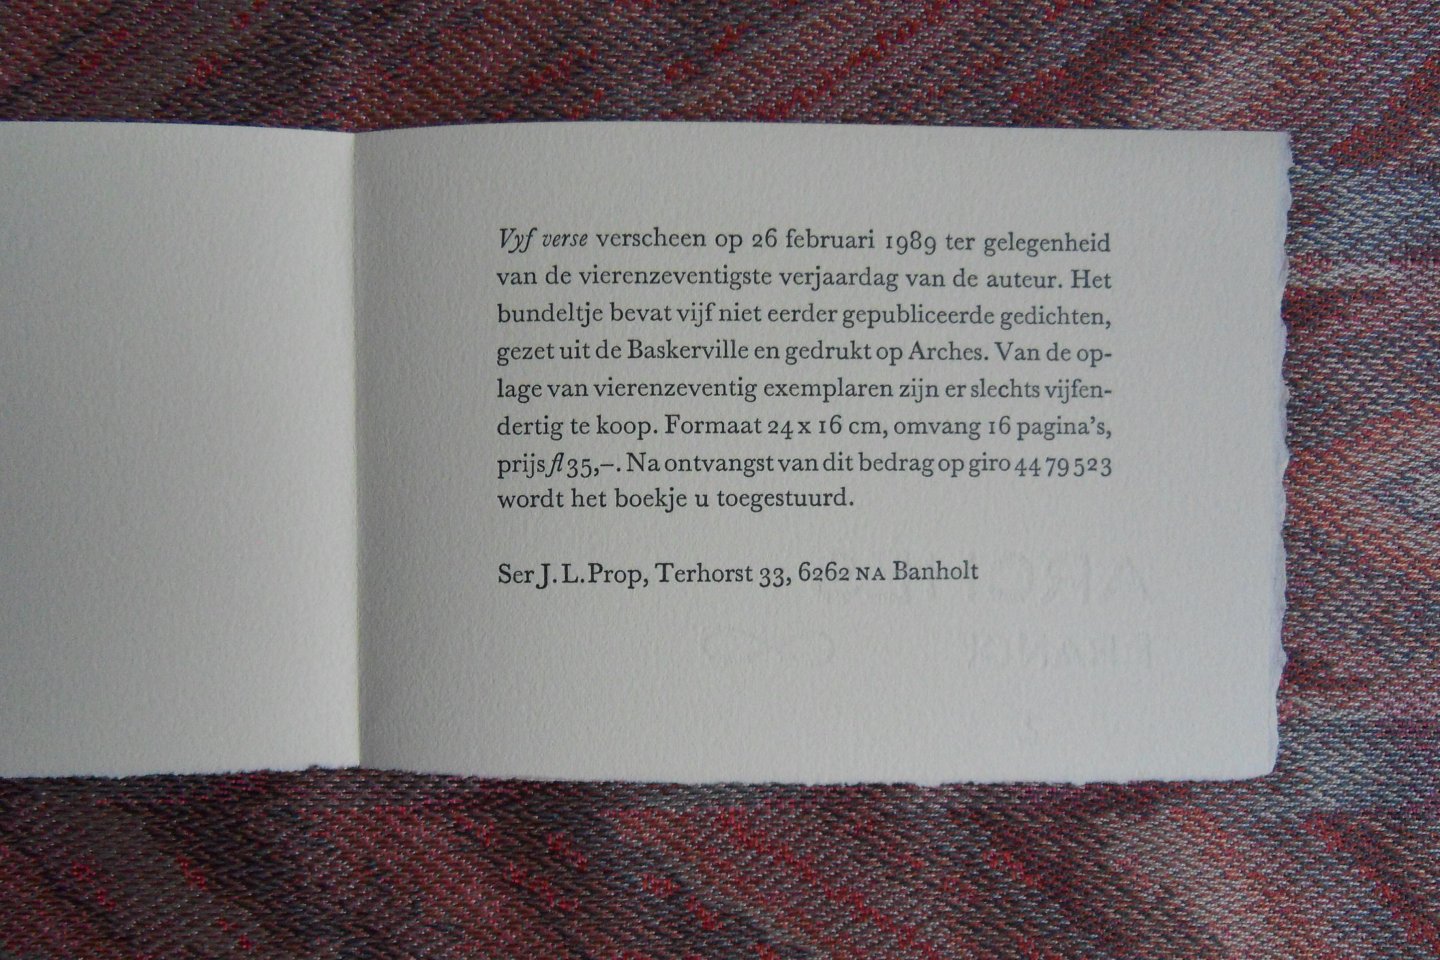 Vyf verse verscheen op 26 februari 1989 ter gelegenheid
van de vierenzeventigste verjaardag van de auteur. Het
bundeltje bevat vijf niet eerder gepubliceerde gedichten,
gezet uit de Baskerville en gedrukt op Arches. Van de op-
lage van vierenzeventig exemplaren zijn er slechts vijfen-
dertig te koop. Formaat 24 x 16 cm, omvang 16 pagina's,
prijs fl 35,–. Na ontvangst van dit bedrag op giro 44 79 523
wordt het boekje u toegestuurd.
Ser J. L. Prop, Terhorst 33, 6262 NA Banholt